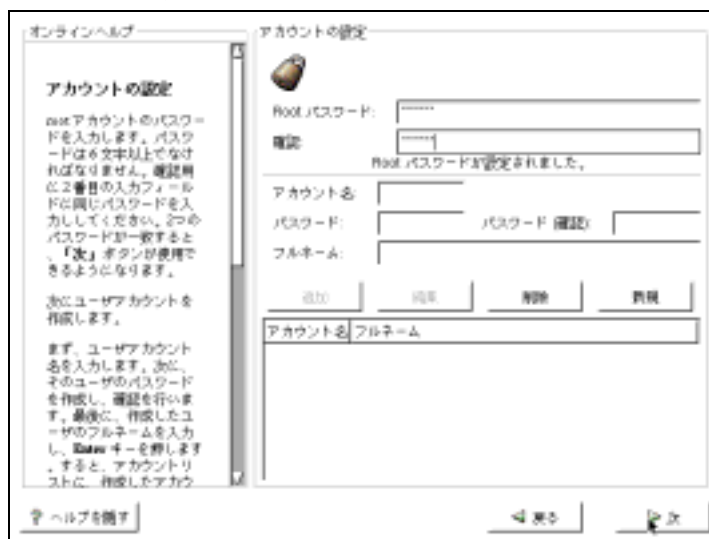 オンラインヘルプ
アカウントの設定
rootアカウントのパスワー
ドを入力します。パスワ
ードは6文字以上でなけ
ればなりません。確認用
に2番目の入力フィール
ドに同じパスワードを入
力ししてください。2つの
パスワードが一致すると
、「次」ボタンが使用で
きるようになります。
次にユーザアカウントを
作成します。
まず、ユーザアカウント
名を入力します。次に、
そのユーザのパスワード
を作成し、確認を行いま
す。最後に、作成したユ
ーザのフルネームを入力
し、Enter キーを押します
。すると、アカウントリ
ストに、作成したアカウ
? ヘルプを隠す
アカウントの設定
Root パスワード:
確認:
Root パスワードが設定されました。
アカウント名:
パスワード: パスワード (確認):
フルネーム:
追加 編集 削除 新規
アカウント名 フルネーム
戻る 次